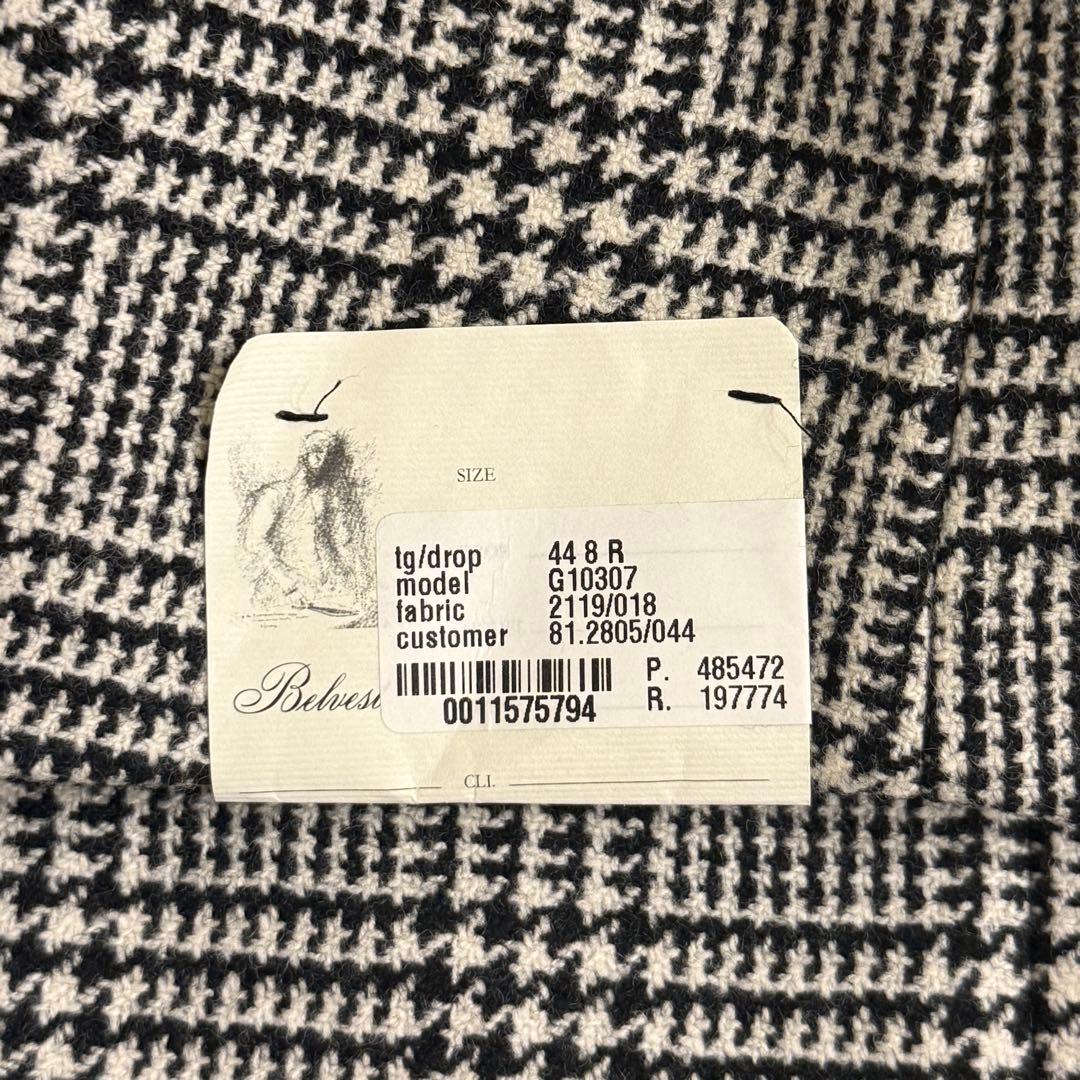 SIZE
tg/drop 44 8 R
model G10307
fabric 2119/018
customer 81.2805/044
P. 485472
0011575794 R. 197774
CLI.